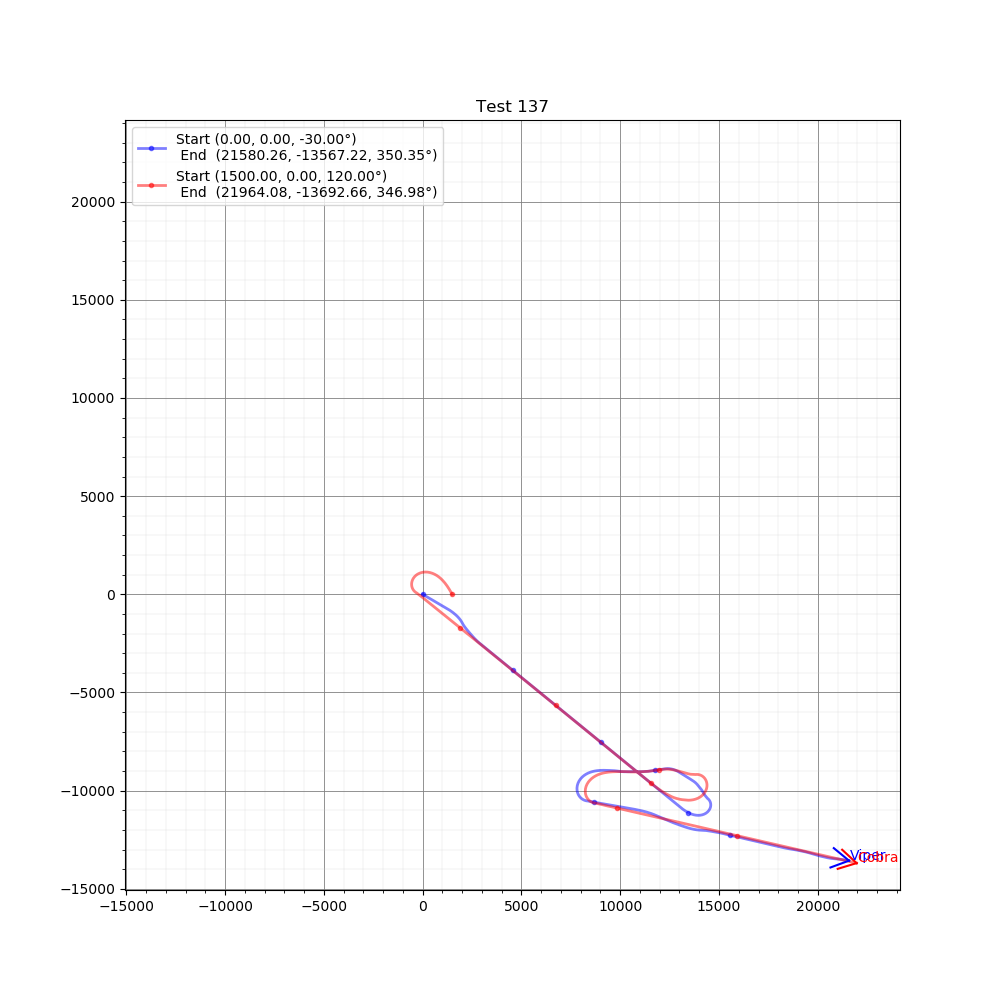 Test 137
Start (0.00, 0.00, -30.00°)
End (21580.26, -13567.22, 350.35°)
Start (1500.00, 0.00, 120.00°)
End (21964.08, -13692.66, 346.98°)
20000
15000
10000
5000
0
−5000
−10000
−15000
Viper
Cobra
−15000 −10000 −5000 0 5000 10000 15000 20000